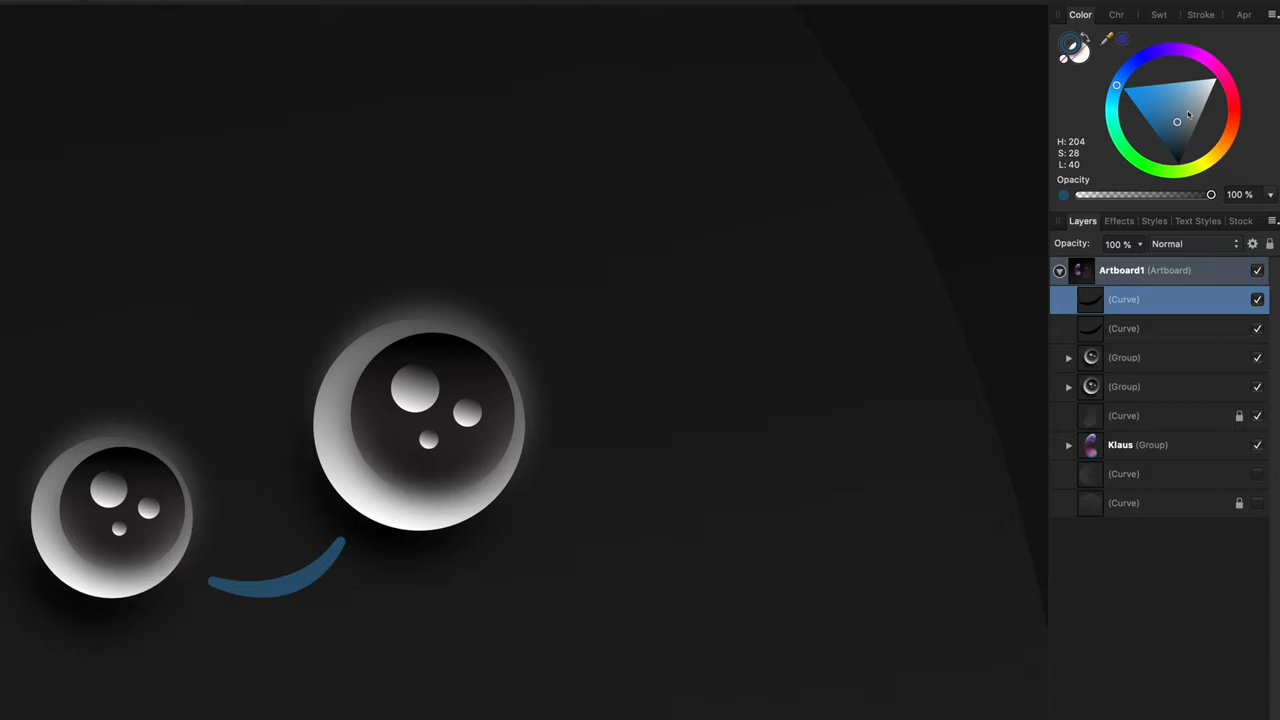 Color Chr Swt Stroke Apr
H: 204
S: 28
L: 40
Opacity
100 %
Layers Effects Styles Text Styles Stock
Opacity: 100 % Normal
Artboard1 (Artboard)
(Curve)
(Curve)
(Group)
(Group)
(Curve)
Klaus (Group)
(Curve)
(Curve)